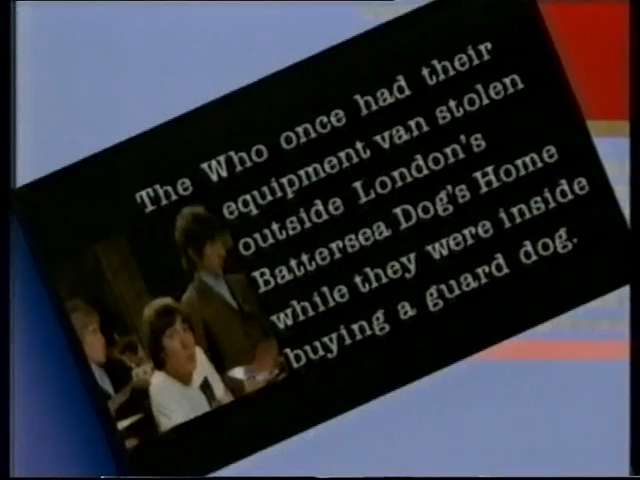 The Who once had their
equipment van stolen
outside London's
Battersea Dog's Home
while they were inside
buying a guard dog.